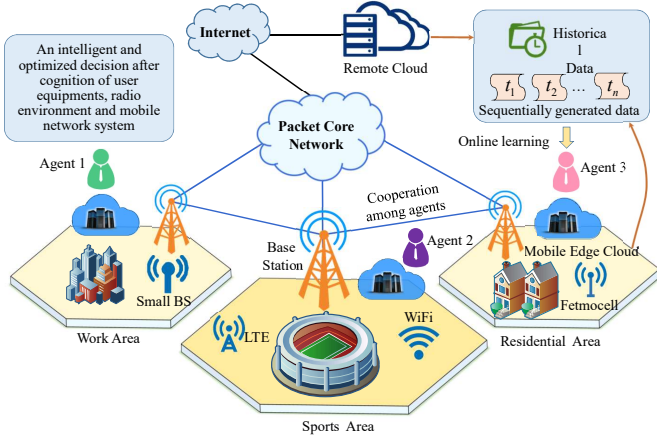 An intelligent and
optimized decision after
cognition of user
equipments, radio
environment and mobile
network system
Internet
Remote Cloud
Historica
l
Data
t1 t2 ... tn
Sequentially generated data
Online learning
Agent 1
Packet Core
Network
Agent 3
Cooperation
among agents
Base
Station
Agent 2
Mobile Edge Cloud
Small BS
Fetmocell
LTE
WiFi
Work Area
Residential Area
Sports Area